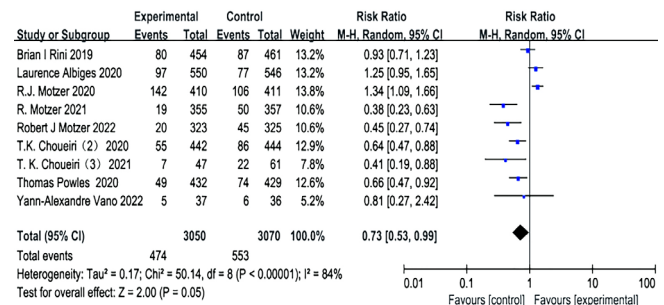 Experimental Control Risk Ratio Risk Ratio
Study or Subgroup Events Total Events Total Weight M-H, Random, 95% CI M-H, Random, 95% CI
Brian I Rini 2019 80 454 87 461 13.2% 0.93 [0.71, 1.23]
Laurence Albiges 2020 97 550 77 546 13.2% 1.25 [0.95, 1.65]
R.J. Motzer 2020 142 410 106 411 13.9% 1.34 [1.09, 1.66]
R. Motzer 2021 19 355 50 357 10.7% 0.38 [0.23, 0.63]
Robert J Motzer 2022 20 323 45 325 10.6% 0.45 [0.27, 0.74]
T.K. Choueiri（2）2020 55 442 86 444 12.8% 0.64 [0.47, 0.88]
T. K. Choueiri（3）2021 7 47 22 61 7.8% 0.41 [0.19, 0.88]
Thomas Powles 2020 49 432 74 429 12.5% 0.66 [0.47, 0.92]
Yann-Alexandre Vano 2022 5 37 6 36 5.2% 0.81 [0.27, 2.42]
Total (95% CI) 3050 3070 100.0% 0.73 [0.53, 0.99]
Total events 474 553
Heterogeneity: Tau² = 0.17; Chi² = 50.14, df = 8 (P < 0.00001); I² = 84%
Test for overall effect: Z = 2.00 (P = 0.05)
0.01 0.1 1 10 100
Favours [control] Favours [experimental]